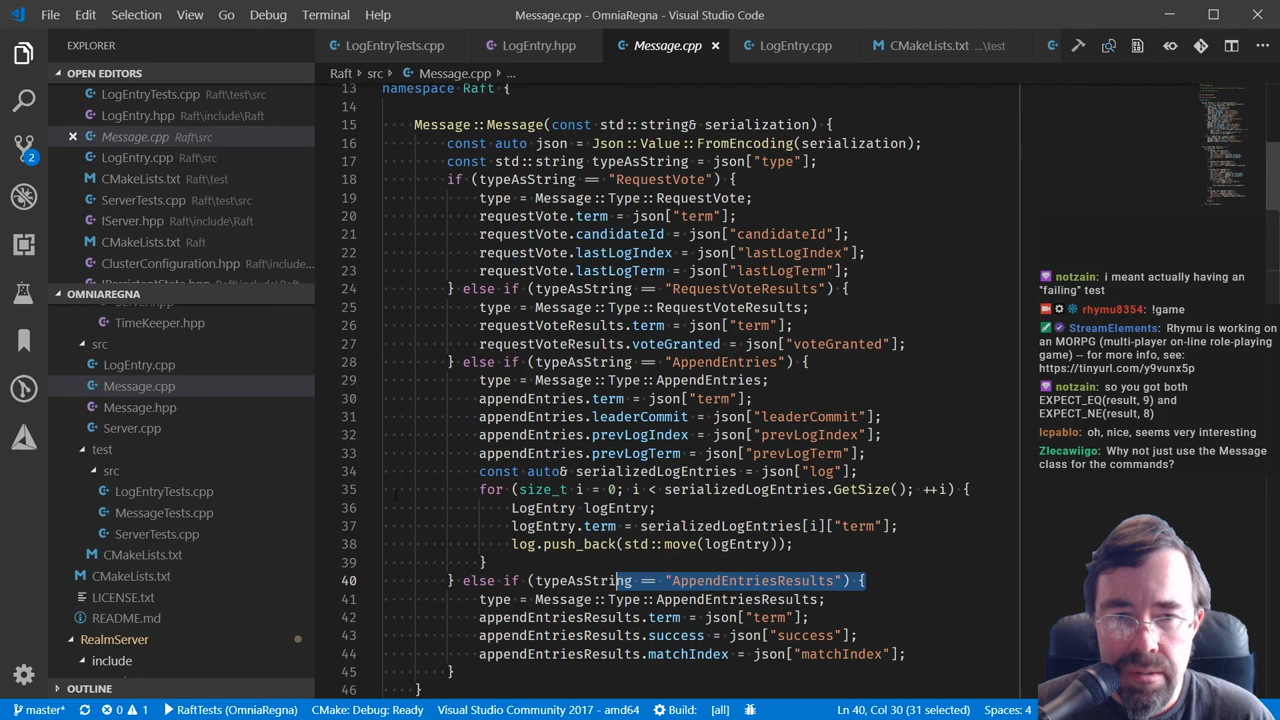 File Edit Selection View Go Debug Terminal Help
Message.cpp - OmniaRegna - Visual Studio Code
EXPLORER
OPEN EDITORS
LogEntryTests.cpp Raft\test\src
LogEntry.hpp Raft\include\Raft
Message.cpp Raft\src
LogEntry.cpp Raft\src
CMakeLists.txt Raft\test
ServerTests.cpp Raft\test\src
IServer.hpp Raft\include\Raft
CMakeLists.txt Raft
ClusterConfiguration.hpp Raft\include...
IPersistentState.hpp Raft\include...
OMNIAREGNA
Server.hpp
TimeKeeper.hpp
src
LogEntry.cpp
Message.cpp
Message.hpp
Server.cpp
test
src
LogEntryTests.cpp
MessageTests.cpp
ServerTests.cpp
CMakeLists.txt
CMakeLists.txt
LICENSE.txt
README.md
RealmServer
include
OUTLINE
2
LogEntryTests.cpp LogEntry.hpp Message.cpp LogEntry.cpp CMakeLists.txt ...\test
Raft > src > Message.cpp > ...
13 namespace Raft {
14
15 Message::Message(const std::string& serialization) {
16 const auto json = Json::Value::FromEncoding(serialization);
17 const std::string typeAsString = json["type"];
18 if (typeAsString == "RequestVote") {
19 type = Message::Type::RequestVote;
20 requestVote.term = json["term"];
21 requestVote.candidateId = json["candidateId"];
22 requestVote.lastLogIndex = json["lastLogIndex"];
23 requestVote.lastLogTerm = json["lastLogTerm"];
24 } else if (typeAsString == "RequestVoteResults") {
25 type = Message::Type::RequestVoteResults;
26 requestVoteResults.term = json["term"];
27 requestVoteResults.voteGranted = json["voteGranted"];
28 } else if (typeAsString == "AppendEntries") {
29 type = Message::Type::AppendEntries;
30 appendEntries.term = json["term"];
31 appendEntries.leaderCommit = json["leaderCommit"];
32 appendEntries.prevLogIndex = json["prevLogIndex"];
33 appendEntries.prevLogTerm = json["prevLogTerm"];
34 const auto& serializedLogEntries = json["log"];
35 for (size_t i = 0; i < serializedLogEntries.GetSize(); ++i) {
36 LogEntry logEntry;
37 logEntry.term = serializedLogEntries[i]["term"];
38 log.push_back(std::move(logEntry));
39 }
40 } else if (typeAsString == "AppendEntriesResults") {
41 type = Message::Type::AppendEntriesResults;
42 appendEntriesResults.term = json["term"];
43 appendEntriesResults.success = json["success"];
44 appendEntriesResults.matchIndex = json["matchIndex"];
45 }
46 }
notzain: i meant actually having an
"failing" test
rhymu8354: !game
StreamElements: Rhymu is working on
an MORPG (multi-player on-line role-playing
game) -- for more info, see:
https://tinyurl.com/y9vunx5p
notzain: so you got both
EXPECT_EQ(result, 9) and
EXPECT_NE(result, 8)
lcpablo: oh, nice, seems very interesting
Zlecawiigo: Why not just use the Message
class for the commands?
master* 0 1 RaftTests (OmniaRegna) CMake: Debug: Ready Visual Studio Community 2017 - amd64 Build: [all] Ln 40, Col 30 (31 selected) Spaces: 4